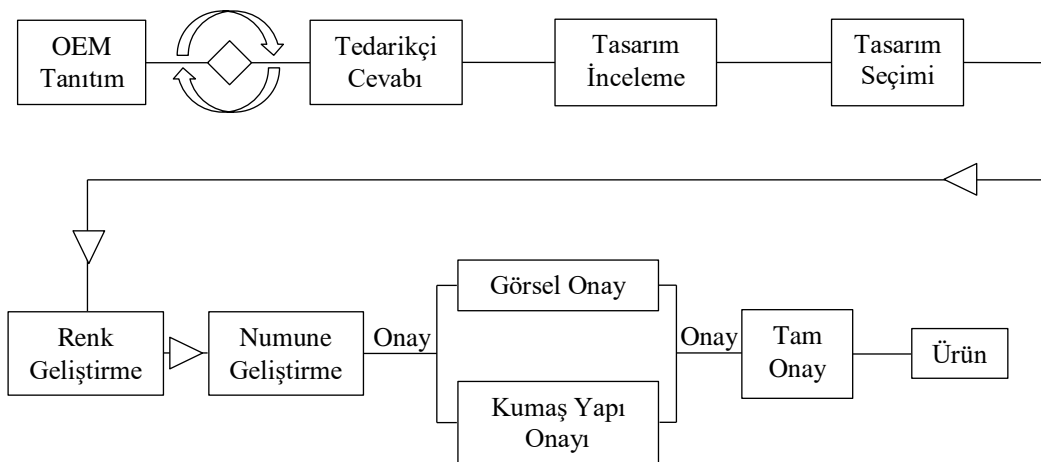 OEM
Tanıtım
Tedarikçi
Cevabı
Tasarım
İnceleme
Tasarım
Seçimi
Renk
Geliştirme
Numune
Geliştirme
Onay
Görsel Onay
Kumaş Yapı
Onayı
Onay
Tam
Onay
Ürün